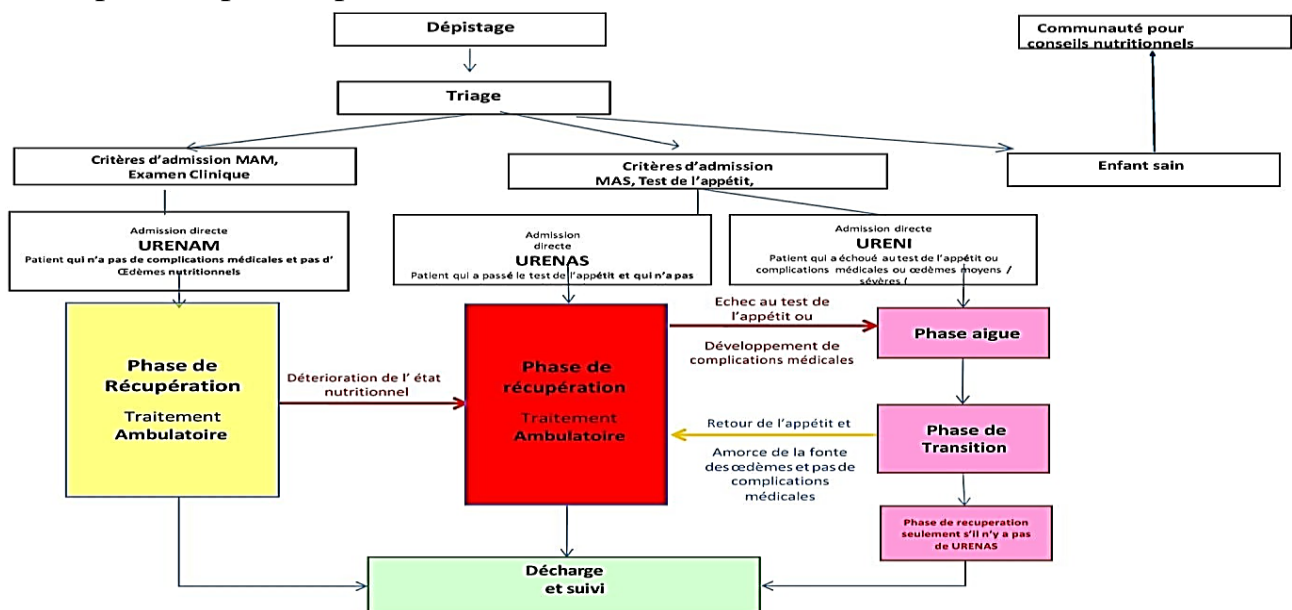 Dépistage
Communauté pour
conseils nutritionnels
Triage
Critères d'admission MAM,
Examen Clinique
Critères d'admission
MAS, Test de l'appétit,
Enfant sain
Admission directe
URENAM
Patient qui n'a pas de complications médicales et pas d'
Œdèmes nutritionnels
Admission
directe
URENAS
Patient qui a passé le test de l'appétit et qui n'a pas
Admission directe
URENI
Patient qui a échoué au test de l'appétit ou
complications médicales ou œdèmes moyens /
sévères (
Phase de
Récupération
Traitement
Ambulatoire
Déterioration de l' état
nutritionnel
Phase de
récupération
Traitement
Ambulatoire
Echec au test de
l'appétit ou
Développement de
complications médicales
Phase aigue
Retour de l'appétit et
Amorce de la fonte
des œdèmes et pas de
complications
médicales
Phase de
Transition
Phase de recuperation
seulement s'il n'y a pas
de URENAS
Décharge
et suivi